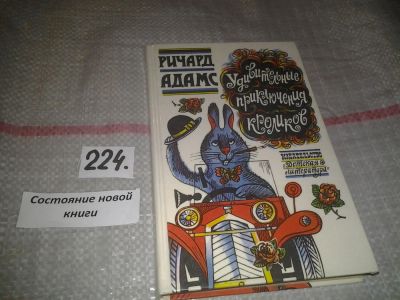 РИЧАРД
АДАМС
Удивительные
приключения
кроликов
ИЗДАТЕЛЬСТВО
«Детская
литература»
224.
Состояние новой
книги